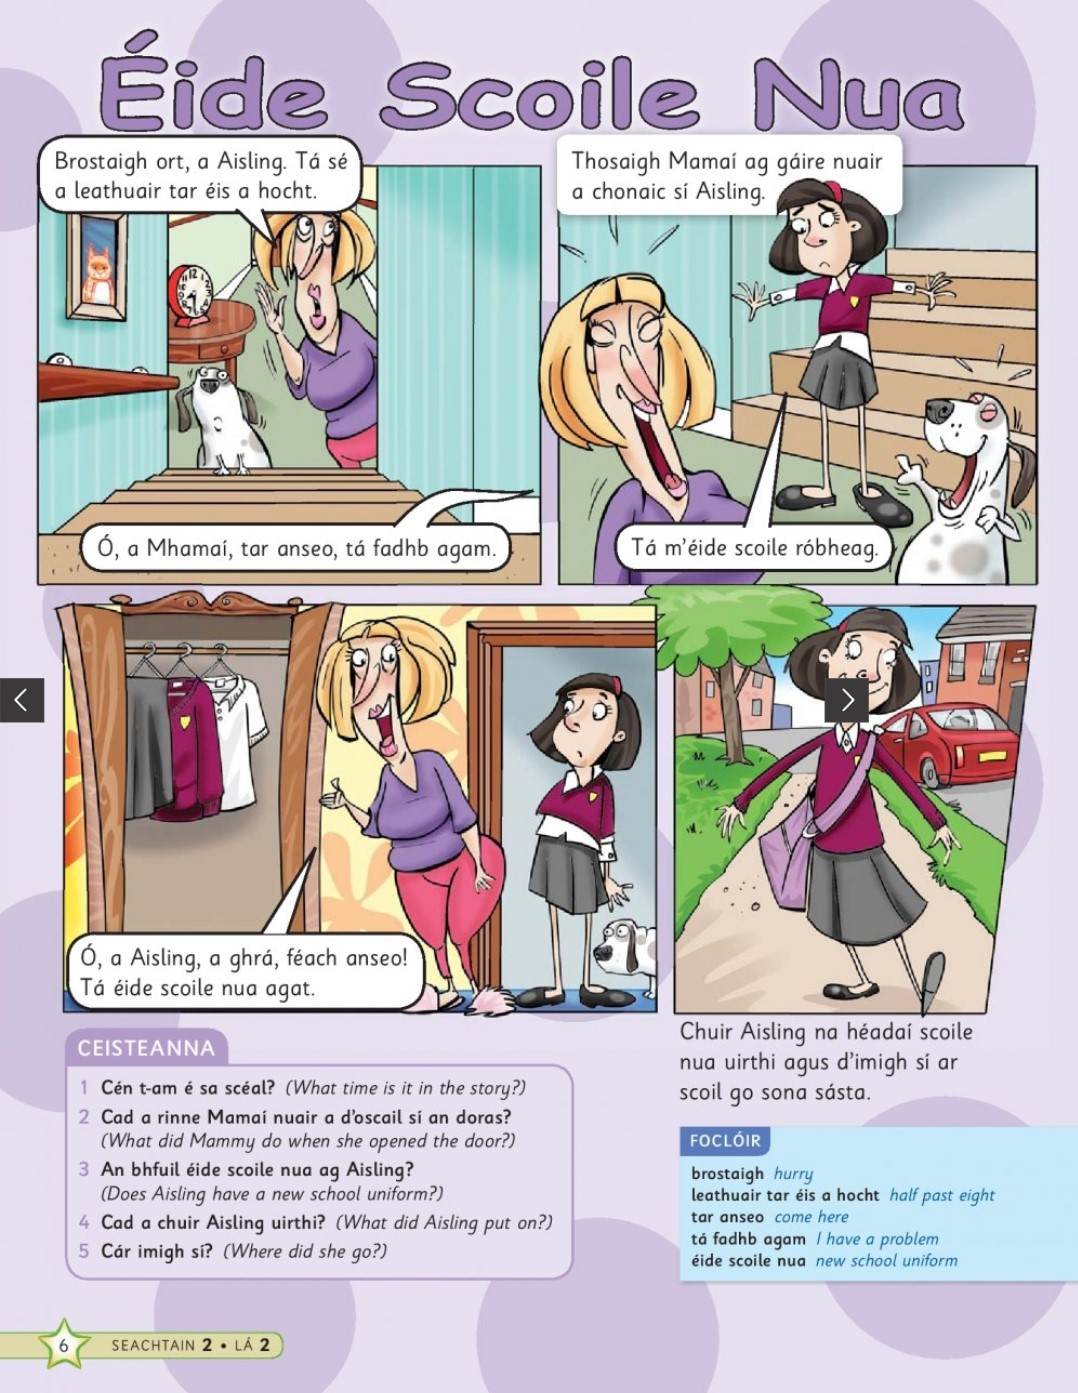 Éide Scoile Nua
Brostaigh ort, a Aisling. Tá sé
a leathuair tar éis a hocht.
Ó, a Mhamaí, tar anseo, tá fadhb agam.
Thosaigh Mamaí ag gáire nuair
a chonaic sí Aisling.
Tá m'éide scoile róbheag.
Ó, a Aisling, a ghrá, féach anseo!
Tá éide scoile nua agat.
Chuir Aisling na héadaí scoile
nua uirthi agus d'imigh sí ar
scoil go sona sásta.
CEISTEANNA
1 Cén t-am é sa scéal? (What time is it in the story?)
2 Cad a rinne Mamaí nuair a d'oscail sí an doras?
(What did Mammy do when she opened the door?)
3 An bhfuil éide scoile nua ag Aisling?
(Does Aisling have a new school uniform?)
4 Cad a chuir Aisling uirthi? (What did Aisling put on?)
5 Cár imigh sí? (Where did she go?)
FOCLÓIR
brostaigh hurry
leathuair tar éis a hocht half past eight
tar anseo come here
tá fadhb agam I have a problem
éide scoile nua new school uniform
6 SEACHTAIN 2 • LÁ 2